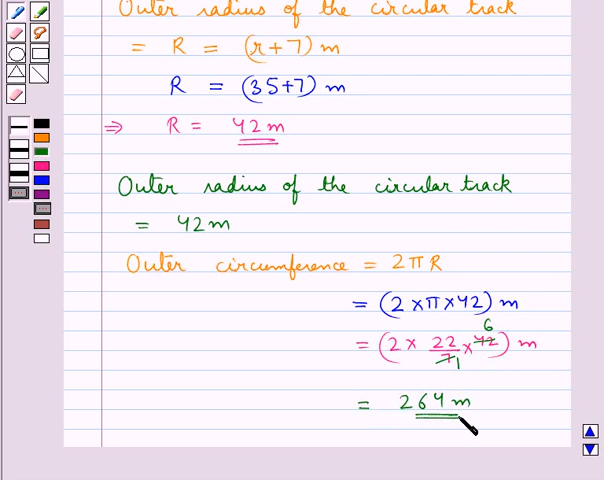 Outer radius of the circular track
= R = (r+7) m
R = (35+7) m
⇒ R = 42 m
Outer radius of the circular track
= 42 m
Outer circumference = 2πR
= (2 × π × 42) m
= (2 × 22/7 1 × 42 6) m
= 264 m